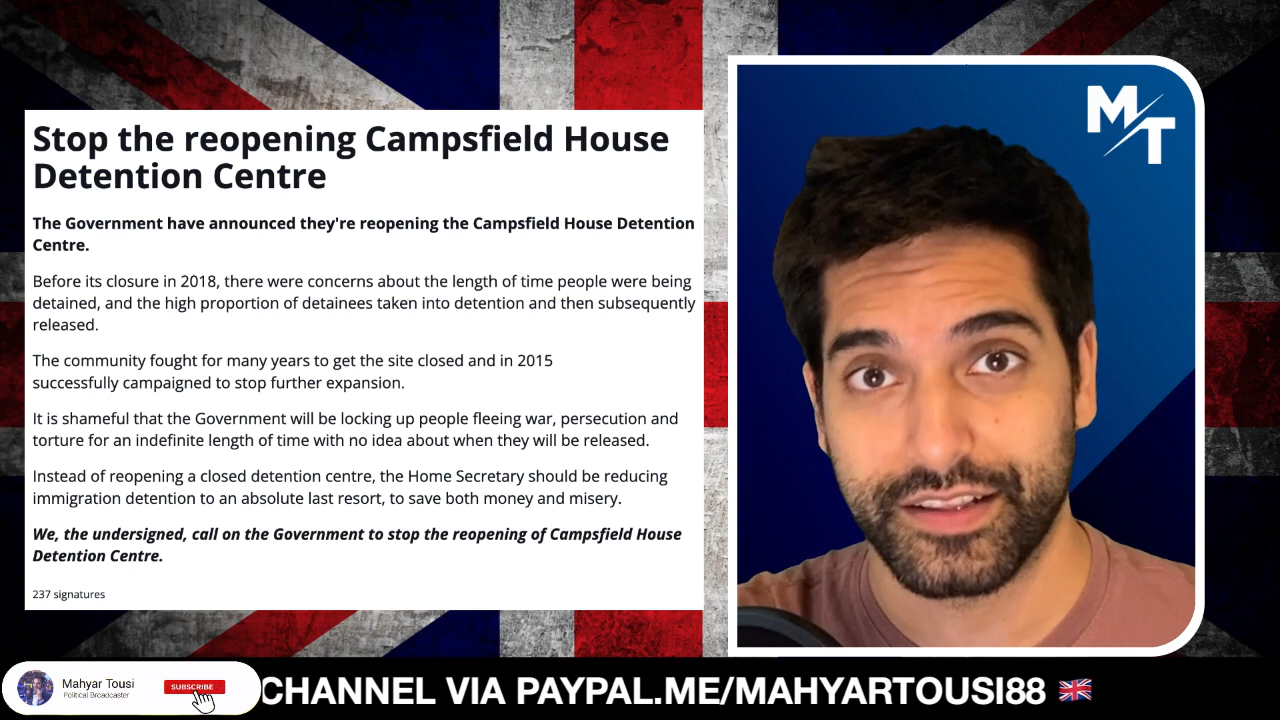 Stop the reopening Campsfield House
Detention Centre
The Government have announced they're reopening the Campsfield House Detention
Centre.
Before its closure in 2018, there were concerns about the length of time people were being
detained, and the high proportion of detainees taken into detention and then subsequently
released.
The community fought for many years to get the site closed and in 2015
successfully campaigned to stop further expansion.
It is shameful that the Government will be locking up people fleeing war, persecution and
torture for an indefinite length of time with no idea about when they will be released.
Instead of reopening a closed detention centre, the Home Secretary should be reducing
immigration detention to an absolute last resort, to save both money and misery.
We, the undersigned, call on the Government to stop the reopening of Campsfield House
Detention Centre.
237 signatures
M/T
Mahyar Tousi
Political Broadcaster
SUBSCRIBE
CHANNEL VIA PAYPAL.ME/MAHYARTOUSI88 🇬🇧